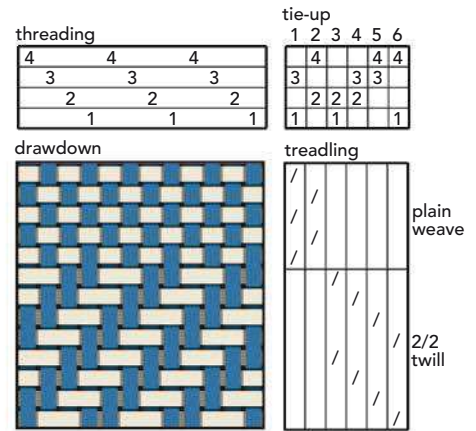 tie-up
threading
1 2 3 4 5 6
4 4 4
3 3 3
2 2 2
1 1 1
4 4 4
3 3 3
2 2 2
1 1 1
drawdown
treadling
/
/
/
/
/
plain
weave
/
/
/
/
2/2
twill
/
/
/
/